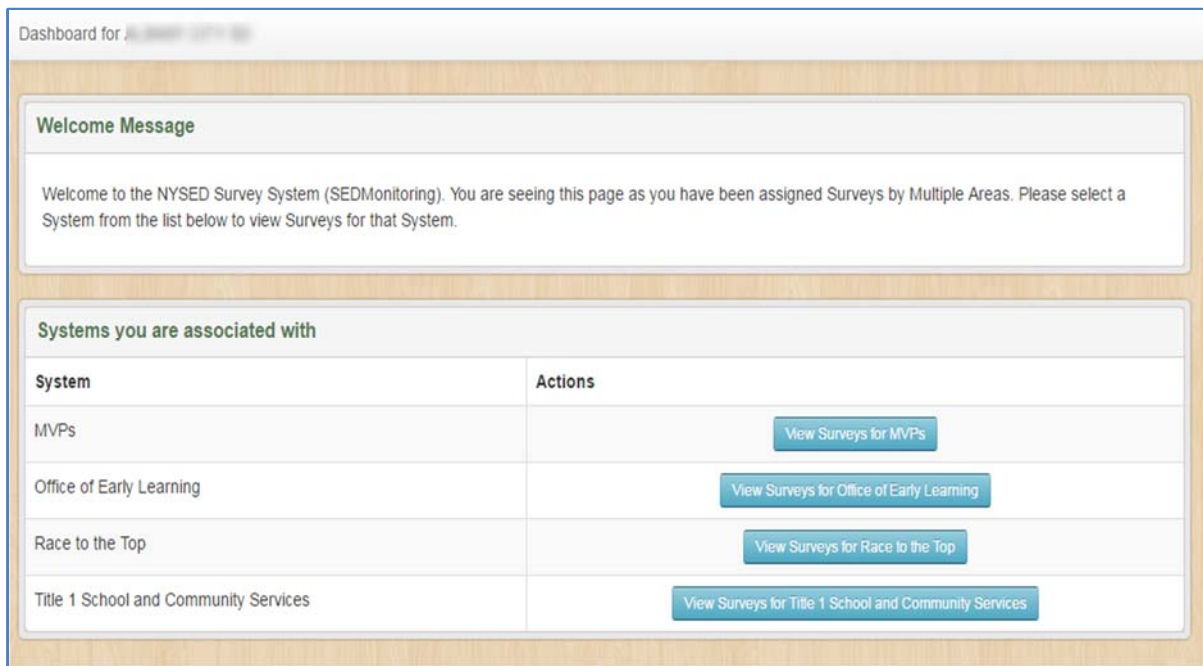 Dashboard for
Welcome Message
Welcome to the NYSED Survey System (SEDMonitoring). You are seeing this page as you have been assigned Surveys by Multiple Areas. Please select a
System from the list below to view Surveys for that System.
Systems you are associated with
System Actions
MVPs View Surveys for MVPs
Office of Early Learning View Surveys for Office of Early Learning
Race to the Top View Surveys for Race to the Top
Title 1 School and Community Services View Surveys for Title 1 School and Community Services